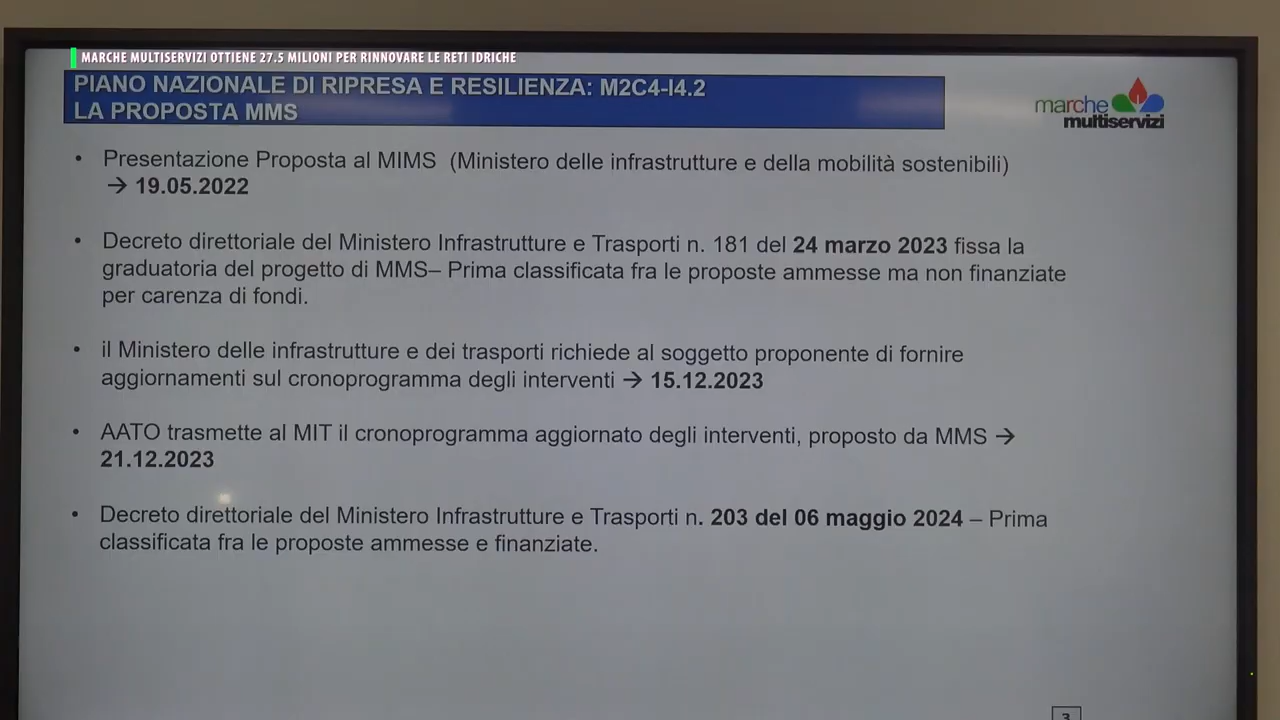 MARCHE MULTISERVIZI OTTIENE 27.5 MILIONI PER RINNOVARE LE RETI IDRICHE
PIANO NAZIONALE DI RIPRESA E RESILIENZA: M2C4-I4.2
LA PROPOSTA MMS
marche
multiservizi
• Presentazione Proposta al MIMS (Ministero delle infrastrutture e della mobilità sostenibili)
→ 19.05.2022
• Decreto direttoriale del Ministero Infrastrutture e Trasporti n. 181 del 24 marzo 2023 fissa la
graduatoria del progetto di MMS– Prima classificata fra le proposte ammesse ma non finanziate
per carenza di fondi.
• il Ministero delle infrastrutture e dei trasporti richiede al soggetto proponente di fornire
aggiornamenti sul cronoprogramma degli interventi → 15.12.2023
• AATO trasmette al MIT il cronoprogramma aggiornato degli interventi, proposto da MMS →
21.12.2023
• Decreto direttoriale del Ministero Infrastrutture e Trasporti n. 203 del 06 maggio 2024 – Prima
classificata fra le proposte ammesse e finanziate.
3